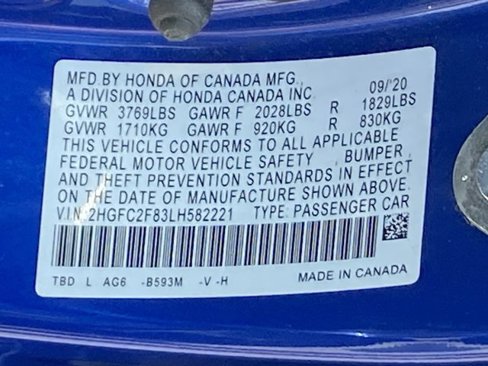 MFD.BY HONDA OF CANADA MFG.,
A DIVISION OF HONDA CANADA INC. 09/'20
GVWR 3769LBS GAWR F 2028LBS R 1829LBS
GVWR 1710KG GAWR F 920KG R 830KG
THIS VEHICLE CONFORMS TO ALL APPLICABLE
FEDERAL MOTOR VEHICLE SAFETY , BUMPER ,
AND THEFT PREVENTION STANDARDS IN EFFECT
ON THE DATE OF MANUFACTURE SHOWN ABOVE.
V.I.N: 2HGFC2F83LH582221 TYPE: PASSENGER CAR
TBD L AG6 -B593M -V -H MADE IN CANADA